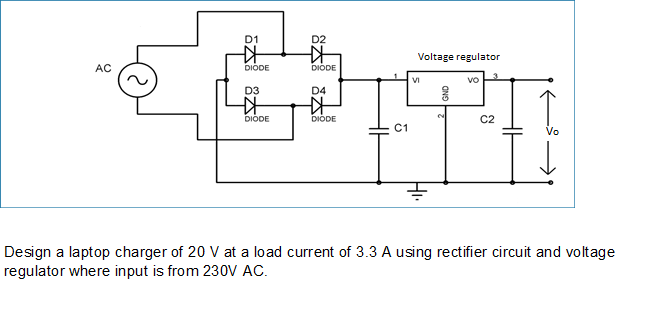 D1
D2
Voltage regulator
AC
DIODE
DIODE
1
VI
VO
3
GND
D3
D4
2
C2
DIODE
DIODE
C1
Vo
Design a laptop charger of 20 V at a load current of 3.3 A using rectifier circuit and voltage
regulator where input is from 230V AC.